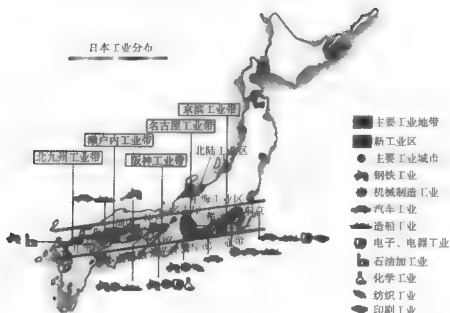 日本工业分布
京滨工业带
名古屋工业带
濑户内工业带
北陆工业区
北九州工业带
阪神工业带
主要工业地带
新工业区
主要工业城市
钢铁工业
机械制造工业
汽车工业
造船工业
电子、电器工业
石油加工业
化学工业
纺织工业
印刷工业